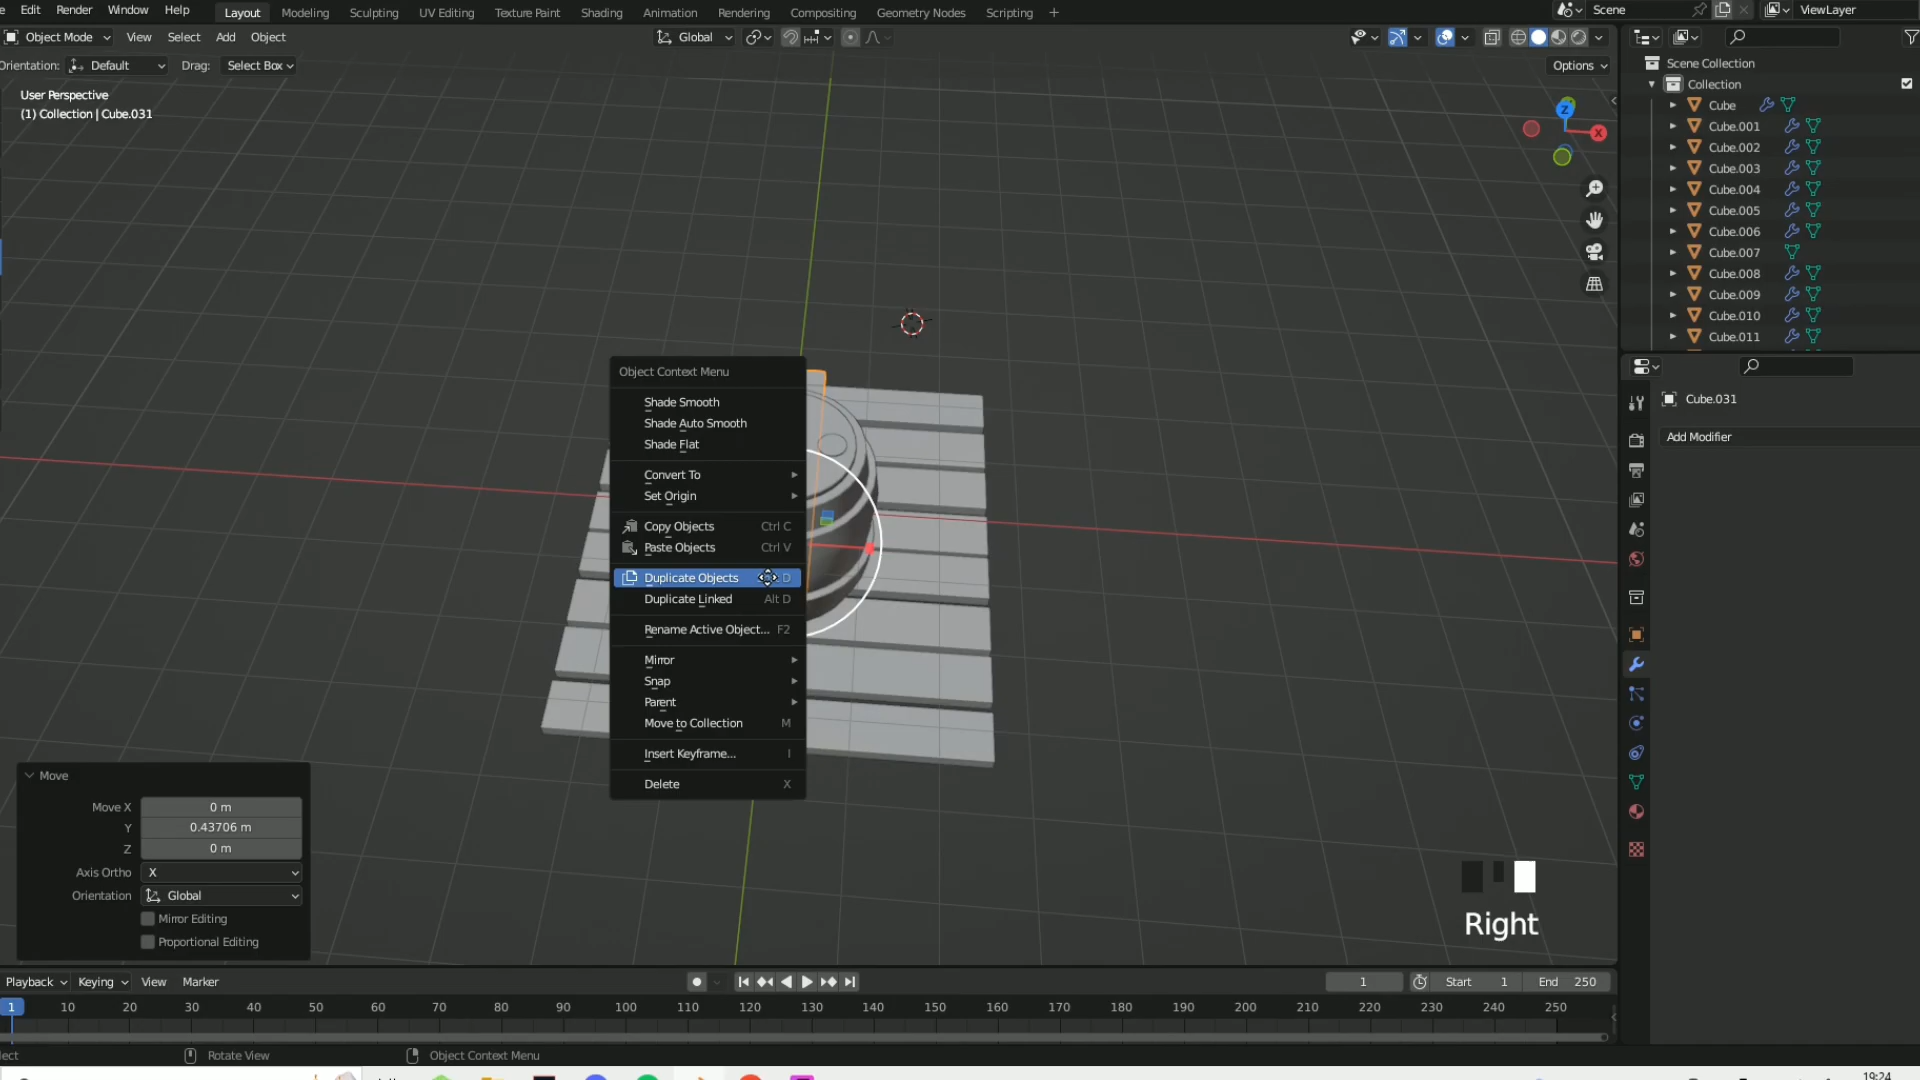 Edit Render Window Help Layout Modeling Sculpting UV Editing Texture Paint Shading Animation Rendering Compositing Geometry Nodes Scripting + Scene ViewLayer
Object Mode View Select Add Object Global
Orientation: Default Drag: Select Box Options
User Perspective
(1) Collection | Cube.031
Z
X
Scene Collection
Collection
Cube
Cube.001
Cube.002
Cube.003
Cube.004
Cube.005
Cube.006
Cube.007
Cube.008
Cube.009
Cube.010
Cube.011
Cube.031
Add Modifier
Object Context Menu
Shade Smooth
Shade Auto Smooth
Shade Flat
Convert To
Set Origin
Copy Objects Ctrl C
Paste Objects Ctrl V
Duplicate Objects D
Duplicate Linked Alt D
Rename Active Object... F2
Mirror
Snap
Parent
Move to Collection M
Insert Keyframe... I
Delete X
Move
Move X 0 m
Y 0.43706 m
Z 0 m
Axis Ortho X
Orientation Global
Mirror Editing
Proportional Editing
Right
Playback Keying View Marker 1 Start 1 End 250
1 10 20 30 40 50 60 70 80 90 100 110 120 130 140 150 160 170 180 190 200 210 220 230 240 250
Rotate View Object Context Menu
19:24